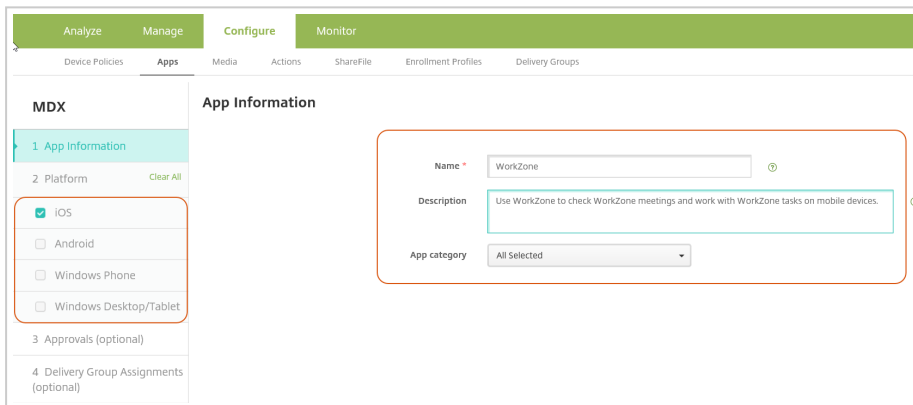 Analyze Manage Configure Monitor
Device Policies Apps Media Actions ShareFile Enrollment Profiles Delivery Groups
MDX
1 App Information
2 Platform Clear All
iOS
Android
Windows Phone
Windows Desktop/Tablet
3 Approvals (optional)
4 Delivery Group Assignments
(optional)
App Information
Name * WorkZone ?
Description Use WorkZone to check WorkZone meetings and work with WorkZone tasks on mobile devices.
App category All Selected